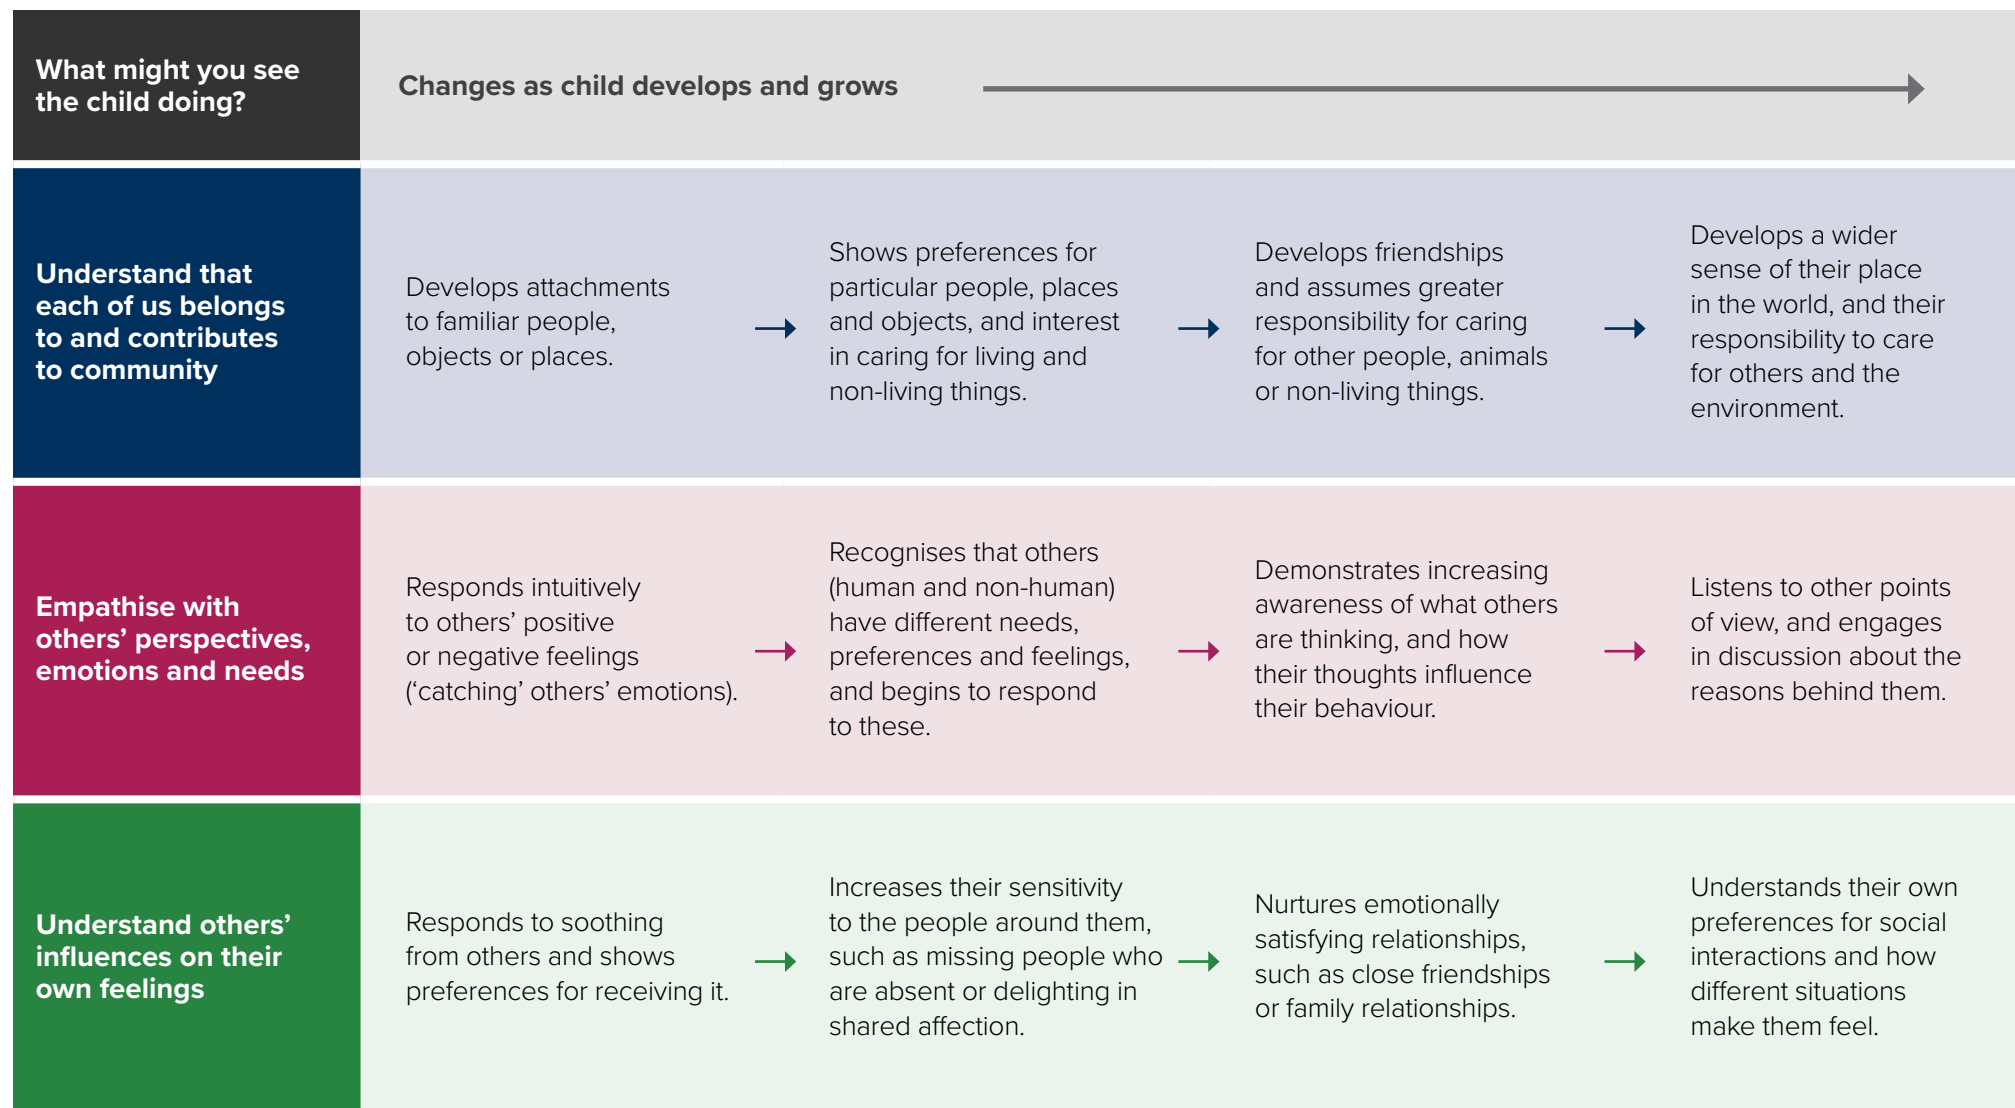 What might you see
the child doing?
Changes as child develops and grows
Understand that
each of us belongs
to and contributes
to community
Develops attachments
to familiar people,
objects or places.
Shows preferences for
particular people, places
and objects, and interest
in caring for living and
non-living things.
Develops friendships
and assumes greater
responsibility for caring
for other people, animals
or non-living things.
Develops a wider
sense of their place
in the world, and their
responsibility to care
for others and the
environment.
Empathise with
others’ perspectives,
emotions and needs
Responds intuitively
to others’ positive
or negative feelings
(‘catching’ others’ emotions).
Recognises that others
(human and non-human)
have different needs,
preferences and feelings,
and begins to respond
to these.
Demonstrates increasing
awareness of what others
are thinking, and how
their thoughts influence
their behaviour.
Listens to other points
of view, and engages
in discussion about the
reasons behind them.
Understand others’
influences on their
own feelings
Responds to soothing
from others and shows
preferences for receiving it.
Increases their sensitivity
to the people around them,
such as missing people who
are absent or delighting in
shared affection.
Nurtures emotionally
satisfying relationships,
such as close friendships
or family relationships.
Understands their own
preferences for social
interactions and how
different situations
make them feel.